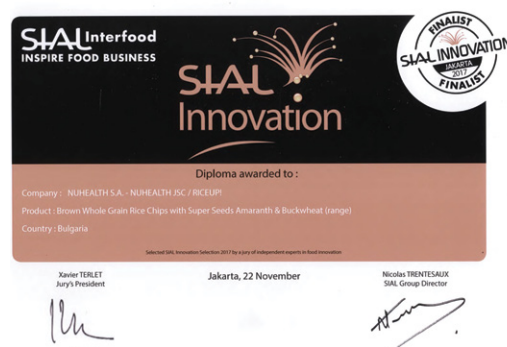 SIAL Interfood
INSPIRE FOOD BUSINESS
FINALIST
SIAL INNOVATION
JAKARTA
2017
FINALIST
SIAL
Innovation
Diploma awarded to :
Company : NUHEALTH S.A. - NUHEALTH JSC / RICEUP!
Product : Brown Whole Grain Rice Chips with Super Seeds Amaranth & Buckwheat (range)
Country : Bulgaria
Selected SIAL Innovation Selection 2017 by a jury of independent experts in food innovation
Xavier TERLET
Jury's President
Jakarta, 22 November
Nicolas TRENTESAUX
SIAL Group Director